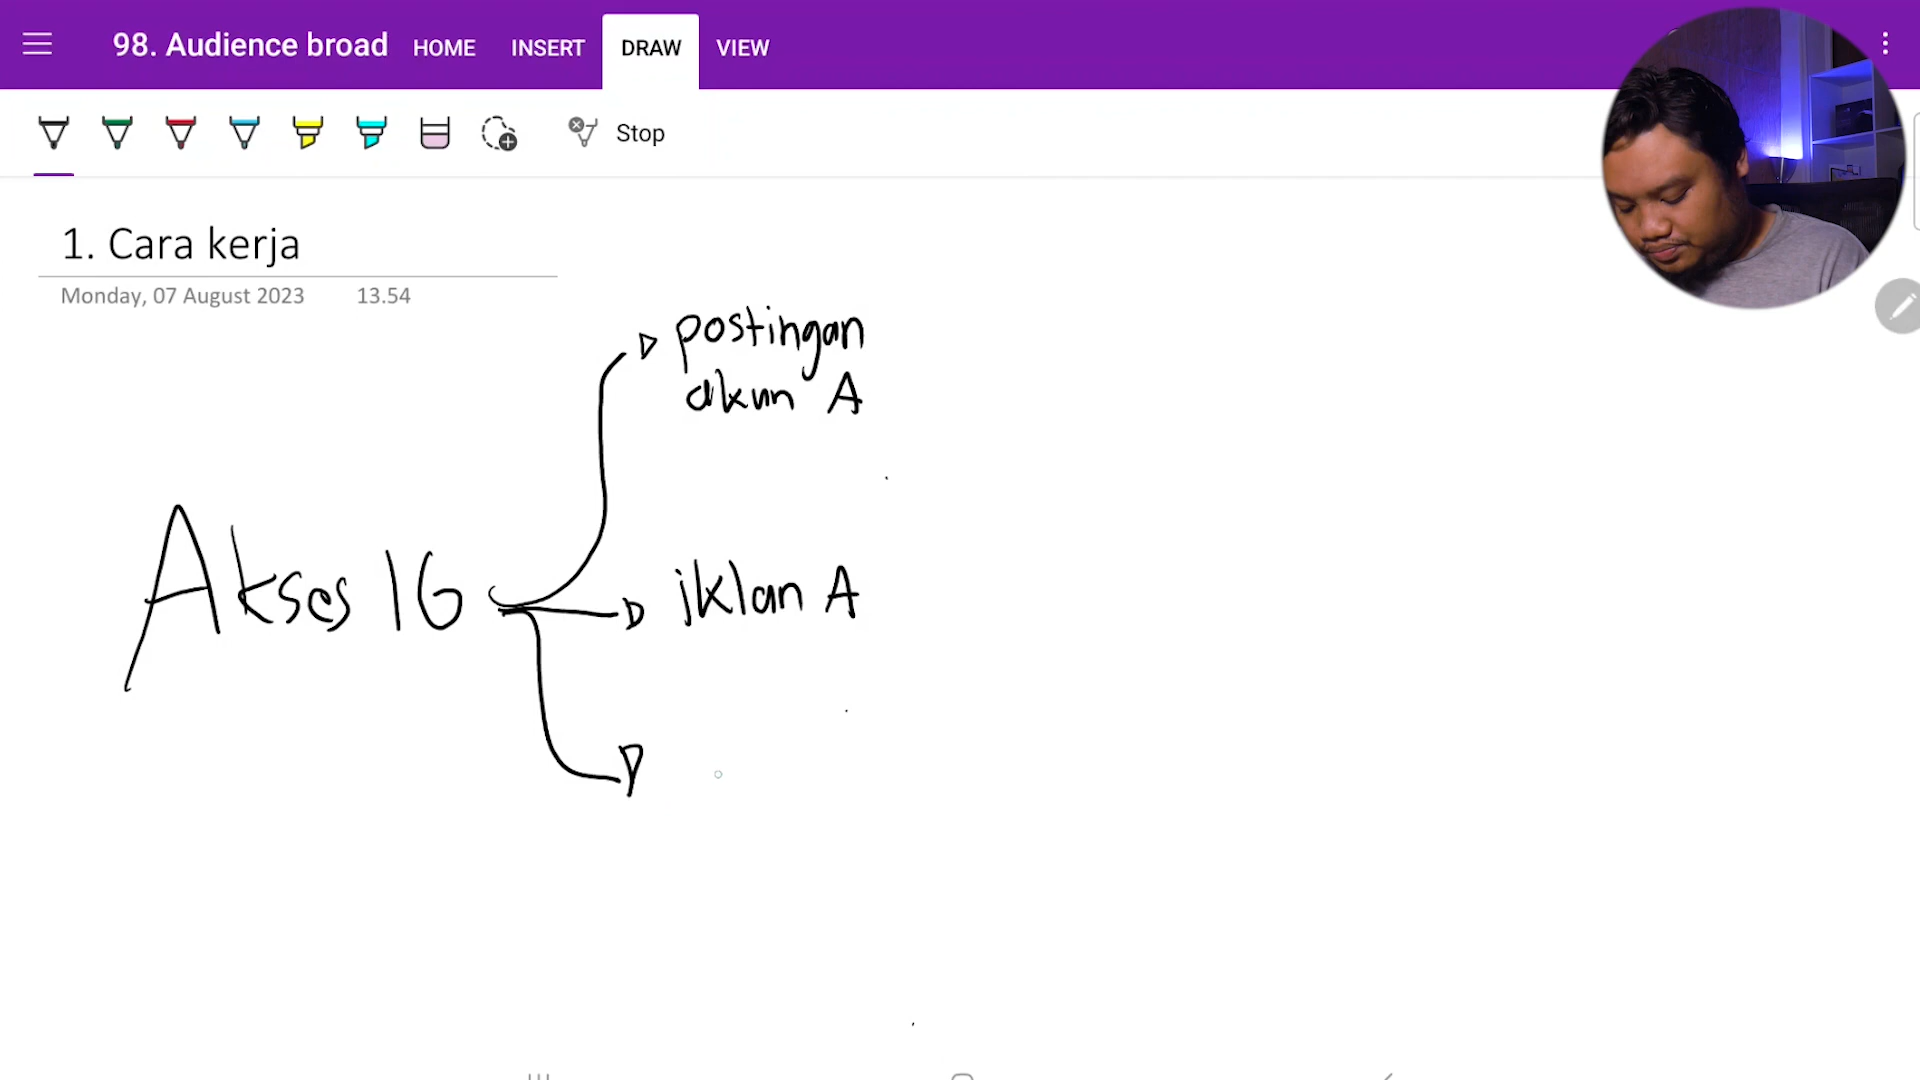 98. Audience broad
HOME
INSERT
DRAW
VIEW
Stop
1. Cara kerja
Monday, 07 August 2023 13.54
postingan
akun A
Akses IG
iklan A